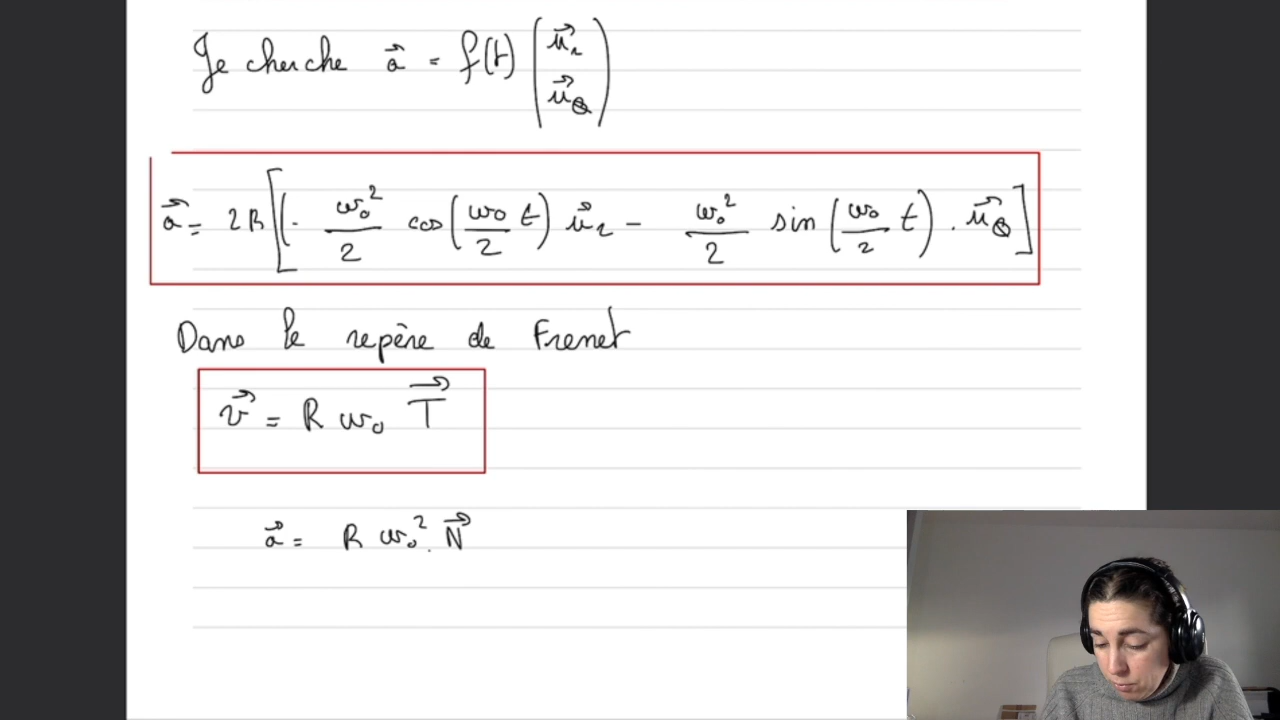 Je cherche a⃗ = f(t) (u⃗r
u⃗θ)
a⃗ = 2R [(- ω₀²/2 cos(ω₀/2 t) u⃗r - ω₀²/2 sin(ω₀/2 t) . u⃗θ]
Dans le repère de Frenet
v⃗ = R ω₀ T⃗
a⃗ = R ω₀² . N⃗